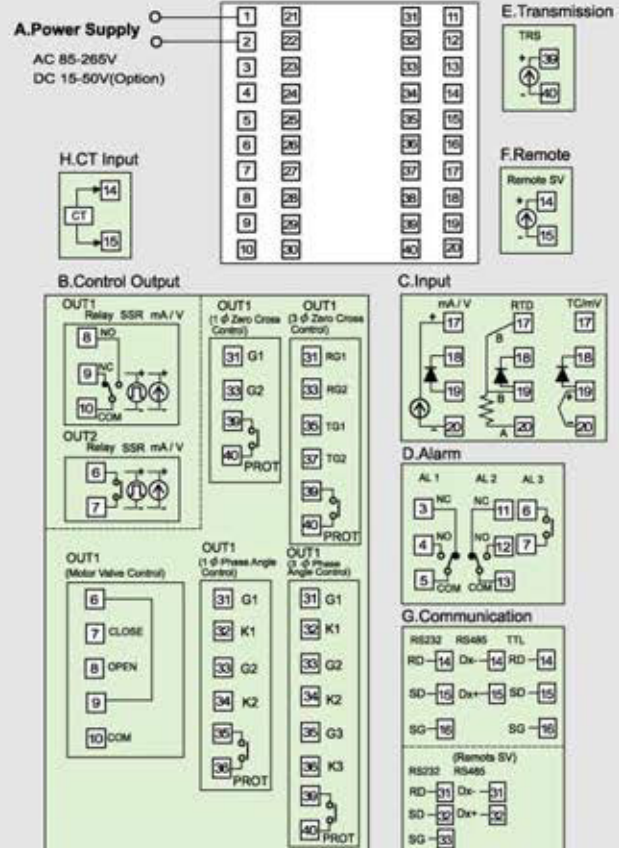 A.Power Supply
AC 85-265V
DC 15-50V(Option)
1 21 31 11
2 22 32 12
3 23 33 13
4 24 34 14
5 25 35 15
6 26 36 16
7 27 37 17
8 28 38 18
9 29 39 19
10 30 40 20
E.Transmission
TRS
+ 39
- 40
H.CT Input
14
CT
15
F.Remote
Remote SV
+ 14
- 15
B.Control Output
OUT1
Relay SSR mA / V
8 NO
9 NC
10 COM
OUT2
Relay SSR mA / V
6
7
OUT1
(1 ϕ Zero Cross
Control)
31 G1
33 G2
39
40 PROT
OUT1
(3 ϕ Zero Cross
Control)
31 RG1
33 RG2
35 TG1
37 TG2
39
40 PROT
OUT1
(Motor Valve Control)
6
7 CLOSE
8 OPEN
9
10 COM
OUT1
(1 ϕ Phase Angle
Control)
31 G1
32 K1
33 G2
34 K2
35
36 PROT
OUT1
(3 ϕ Phase
Angle Control)
31 G1
32 K1
33 G2
34 K2
35 G3
36 K3
39
40 PROT
C.Input
mA / V RTD TC/mV
+ 17 B 17 17
18 18 18
19 B 19 + 19
- 20 A 20 - 20
D.Alarm
AL 1 AL 2 AL 3
3 NC NC 11 6
4 NO NO 12 7
5 COM COM 13
G.Communication
RS232 RS485 TTL
RD 14 Dx- 14 RD 14
SD 15 Dx+ 15 SD 15
SG 16 SG 16
(Remots SV)
RS232 RS485
RD 31 Dx- 31
SD 32 Dx+ 32
SG 33